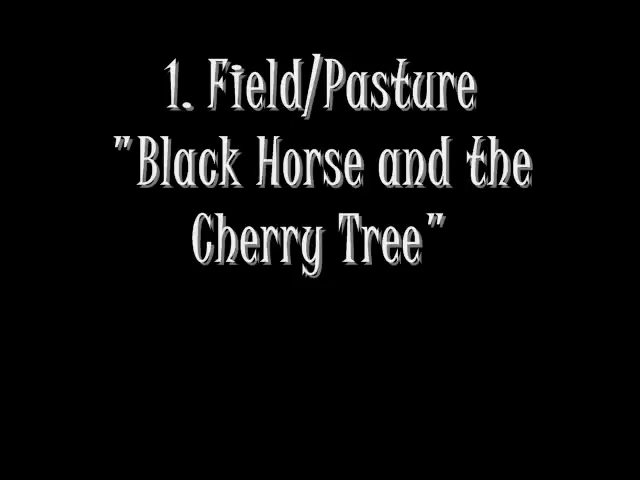 1. Field/Pasture
"Black Horse and the
Cherry Tree"